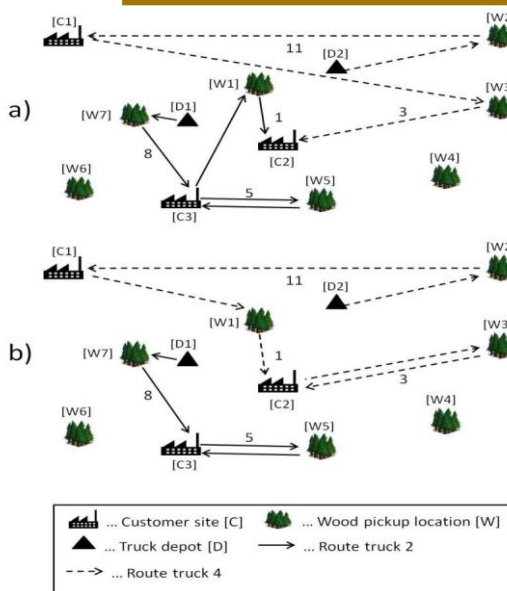 [C1]
[W2]
11
[D2]
[W1]
[W3]
a)
[W7]
[D1]
1
3
[C2]
8
[W6]
[W4]
5
[W5]
[C3]
[C1]
[W2]
11
[D2]
[W1]
[W3]
b)
[W7]
[D1]
1
[C2]
3
8
[W6]
[W4]
5
[W5]
[C3]
... Customer site [C]
... Wood pickup location [W]
... Truck depot [D]
... Route truck 2
... Route truck 4